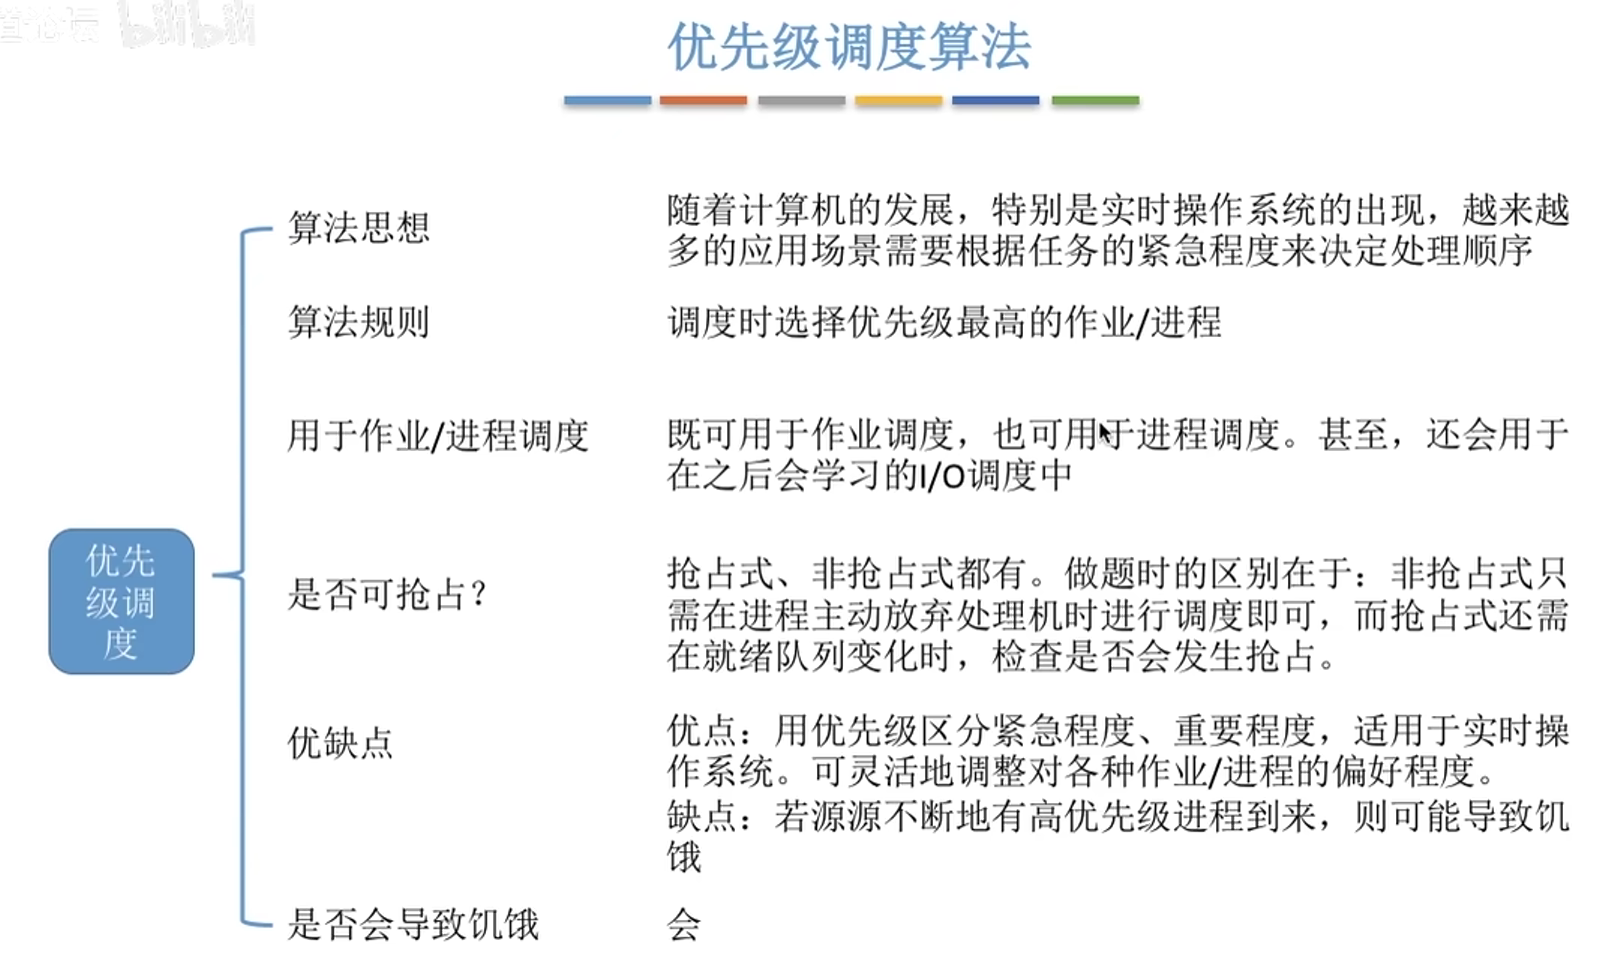 bilibili
优先级调度算法
算法思想
随着计算机的发展，特别是实时操作系统的出现，越来越
多的应用场景需要根据任务的紧急程度来决定处理顺序
算法规则
调度时选择优先级最高的作业/进程
用于作业/进程调度
既可用于作业调度，也可用于进程调度。甚至，还会用于
在之后会学习的I/O调度中
优先
级调
度
是否可抢占？
抢占式、非抢占式都有。做题时的区别在于：非抢占式只
需在进程主动放弃处理机时进行调度即可，而抢占式还需
在就绪队列变化时，检查是否会发生抢占。
优缺点
优点：用优先级区分紧急程度、重要程度，适用于实时操
作系统。可灵活地调整对各种作业/进程的偏好程度。
缺点：若源源不断地有高优先级进程到来，则可能导致饥
饿
是否会导致饥饿
会